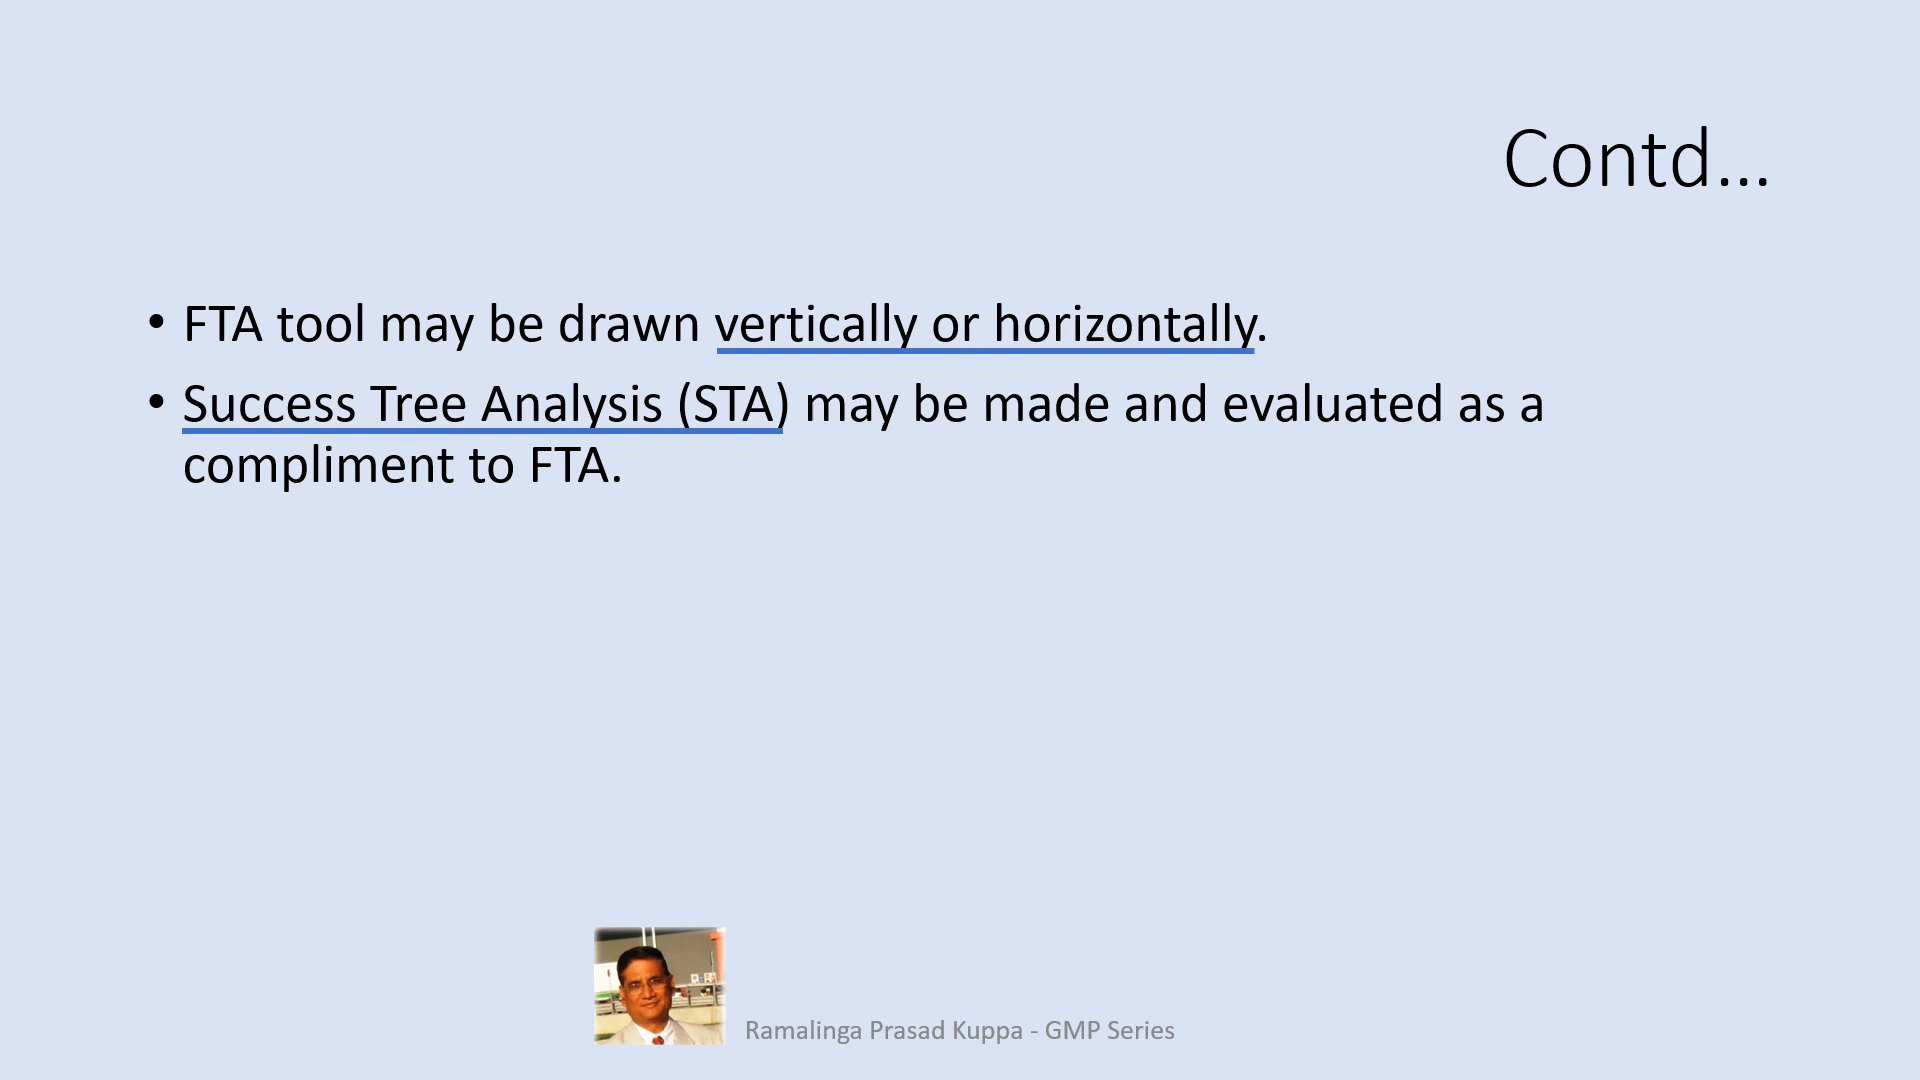 Contd...
• FTA tool may be drawn vertically or horizontally.
• Success Tree Analysis (STA) may be made and evaluated as a
compliment to FTA.
Ramalinga Prasad Kuppa - GMP Series